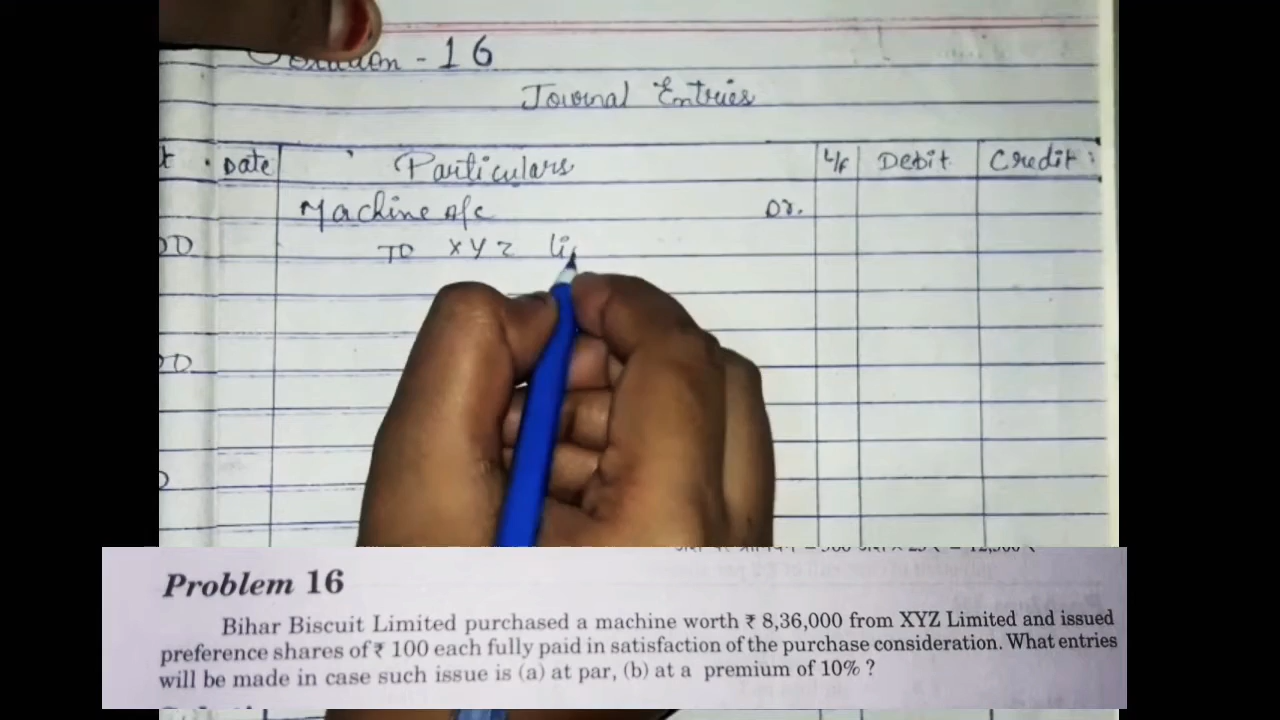 - 16
Journal Entries
Date Particulars L/F Debit Credit
Machine A/c Dr.
To XYZ Li
00
00
Problem 16
Bihar Biscuit Limited purchased a machine worth ₹ 8,36,000 from XYZ Limited and issued
preference shares of ₹ 100 each fully paid in satisfaction of the purchase consideration. What entries
will be made in case such issue is (a) at par, (b) at a premium of 10% ?